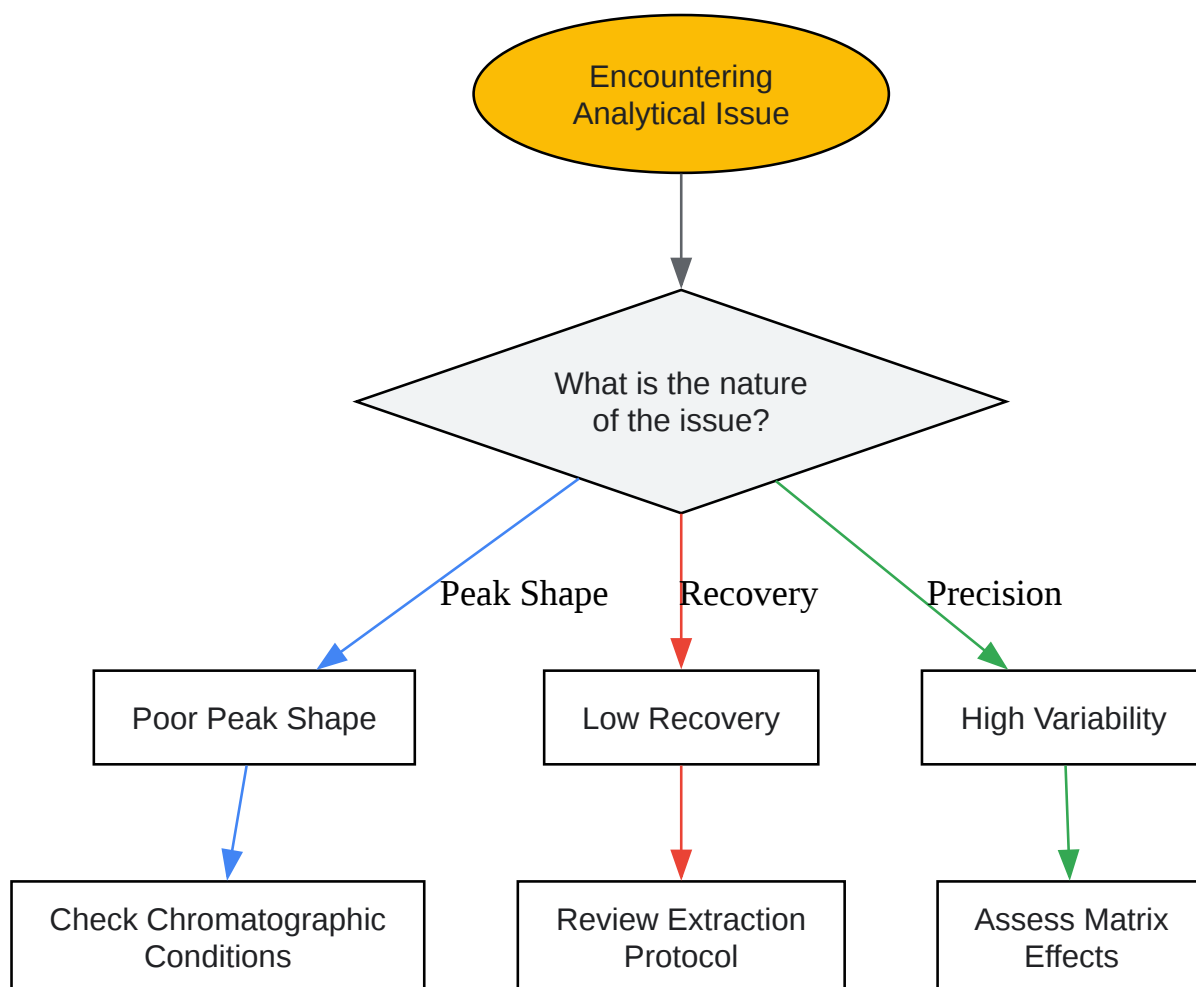 Encountering
Analytical Issue
What is the nature
of the issue?
Peak Shape
Recovery
Precision
Poor Peak Shape
Low Recovery
High Variability
Check Chromatographic
Conditions
Review Extraction
Protocol
Assess Matrix
Effects